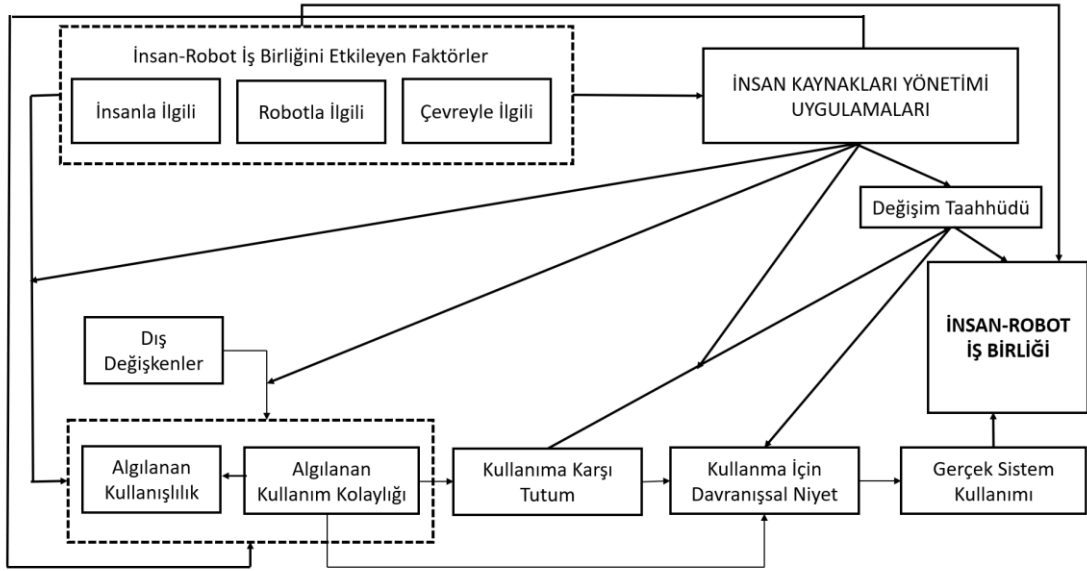 İnsan-Robot İş Birliğini Etkileyen Faktörler
İnsanla İlgili
Robotla İlgili
Çevreyle İlgili
İNSAN KAYNAKLARI YÖNETİMİ
UYGULAMALARI
Değişim Taahhüdü
İNSAN-ROBOT
İŞ BİRLİĞİ
Dış
Değişkenler
Algılanan
Kullanışlılık
Algılanan
Kullanım Kolaylığı
Kullanıma Karşı
Tutum
Kullanma İçin
Davranışsal Niyet
Gerçek Sistem
Kullanımı